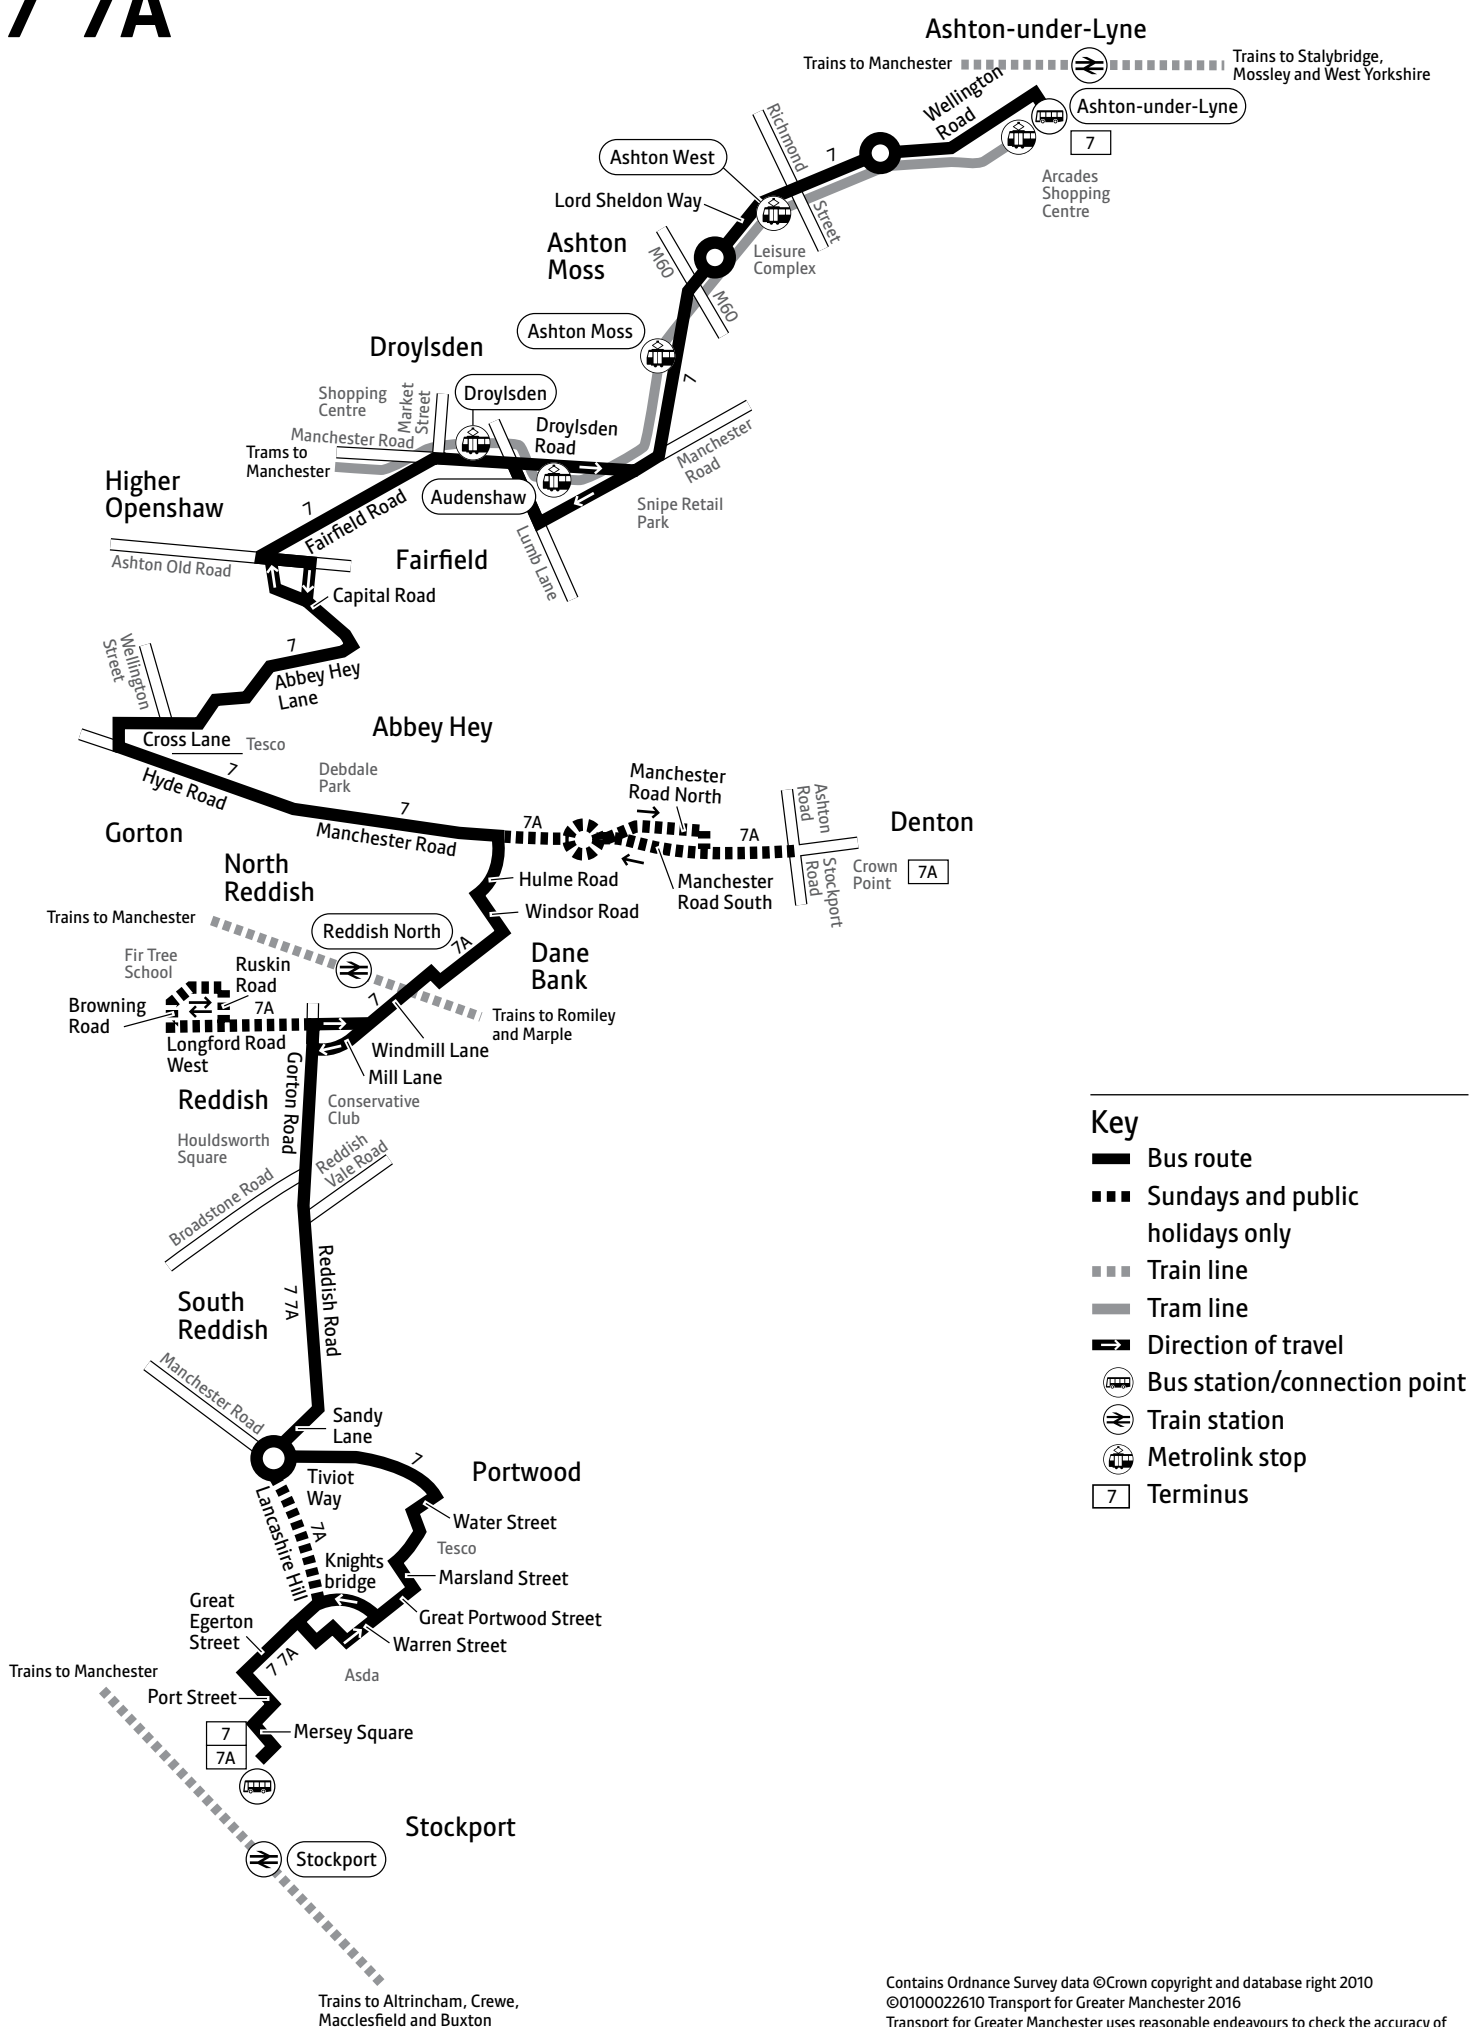 7 7A
Ashton-under-Lyne
Trains to Manchester
Trains to Stalybridge,
Mossley and West Yorkshire
Wellington
Road
Ashton-under-Lyne
7
Arcades
Shopping
Centre
Richmond
Street
7
Ashton West
Lord Sheldon Way
Leisure
Complex
Ashton
Moss
M60
M60
Ashton Moss
7
Droylsden
Shopping
Centre
Market
Street
Droylsden
Droylsden
Road
Manchester Road
Trams to
Manchester
Manchester
Road
Audenshaw
Snipe Retail
Park
Higher
Openshaw
7
Fairfield Road
Lumb Lane
Ashton Old Road
Fairfield
Capital Road
7
Abbey Hey
Lane
Wellington
Street
Abbey Hey
Cross Lane
Tesco
7
Hyde Road
Debdale
Park
7
Manchester Road
Gorton
7A
Manchester
Road North
7A
Manchester
Road South
Ashton
Road
Stockport
Road
Denton
Crown
Point
7A
North
Reddish
Hulme Road
Windsor Road
Trains to Manchester
Reddish North
7A
Dane
Bank
Fir Tree
School
Ruskin
Road
7A
7
Browning
Road
Longford Road
West
Trains to Romiley
and Marple
Windmill Lane
Mill Lane
Gorton Road
Reddish
Conservative
Club
Houldsworth
Square
Reddish
Vale Road
Broadstone Road
Reddish Road
7 7A
South
Reddish
Manchester Road
Sandy
Lane
Tiviot
Way
7
Portwood
Lancashire Hill
7A
Water Street
Tesco
Knights
bridge
Marsland Street
Great
Egerton
Street
Great Portwood Street
Warren Street
7 7A
Asda
Trains to Manchester
Port Street
7
7A
Mersey Square
Stockport
Stockport
Trains to Altrincham, Crewe,
Macclesfield and Buxton
Key
Bus route
Sundays and public
holidays only
Train line
Tram line
Direction of travel
Bus station/connection point
Train station
Metrolink stop
7 Terminus
Contains Ordnance Survey data ©Crown copyright and database right 2010
©0100022610 Transport for Greater Manchester 2016
Transport for Greater Manchester uses reasonable endeavours to check the accuracy of